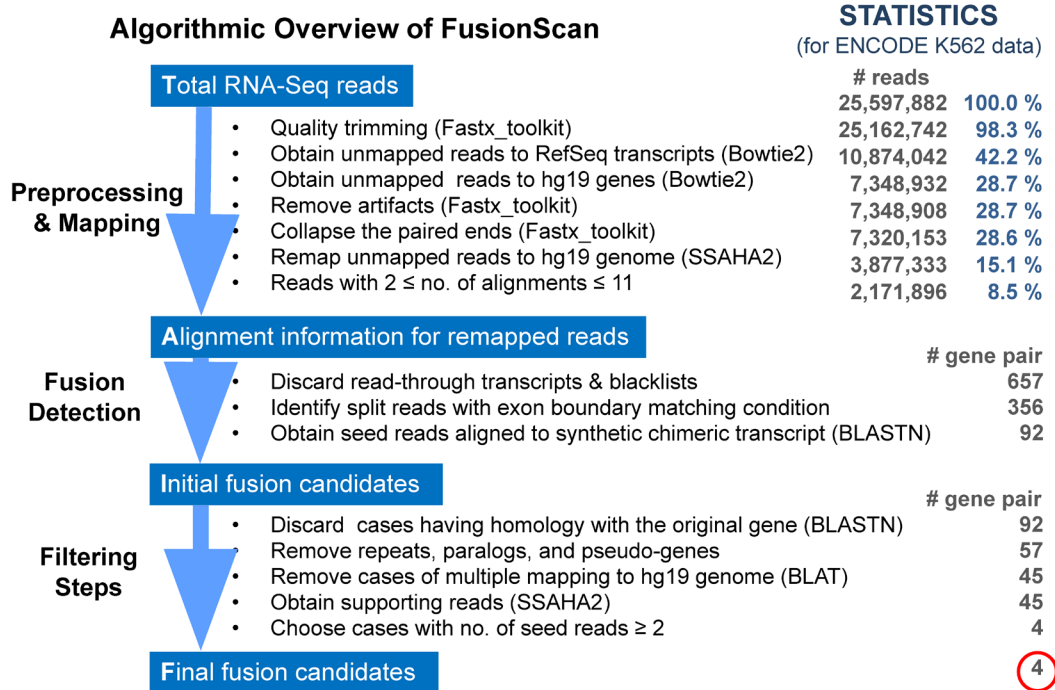 Algorithmic Overview of FusionScan
STATISTICS
(for ENCODE K562 data)
Total RNA-Seq reads
# reads
25,597,882 100.0 %
• Quality trimming (Fastx_toolkit) 25,162,742 98.3 %
• Obtain unmapped reads to RefSeq transcripts (Bowtie2) 10,874,042 42.2 %
• Obtain unmapped reads to hg19 genes (Bowtie2) 7,348,932 28.7 %
• Remove artifacts (Fastx_toolkit) 7,348,908 28.7 %
• Collapse the paired ends (Fastx_toolkit) 7,320,153 28.6 %
• Remap unmapped reads to hg19 genome (SSAHA2) 3,877,333 15.1 %
• Reads with 2 ≤ no. of alignments ≤ 11 2,171,896 8.5 %
Preprocessing
& Mapping
Alignment information for remapped reads
# gene pair
• Discard read-through transcripts & blacklists 657
• Identify split reads with exon boundary matching condition 356
• Obtain seed reads aligned to synthetic chimeric transcript (BLASTN) 92
Fusion
Detection
Initial fusion candidates
# gene pair
• Discard cases having homology with the original gene (BLASTN) 92
• Remove repeats, paralogs, and pseudo-genes 57
• Remove cases of multiple mapping to hg19 genome (BLAT) 45
• Obtain supporting reads (SSAHA2) 45
• Choose cases with no. of seed reads ≥ 2 4
Filtering
Steps
Final fusion candidates 4